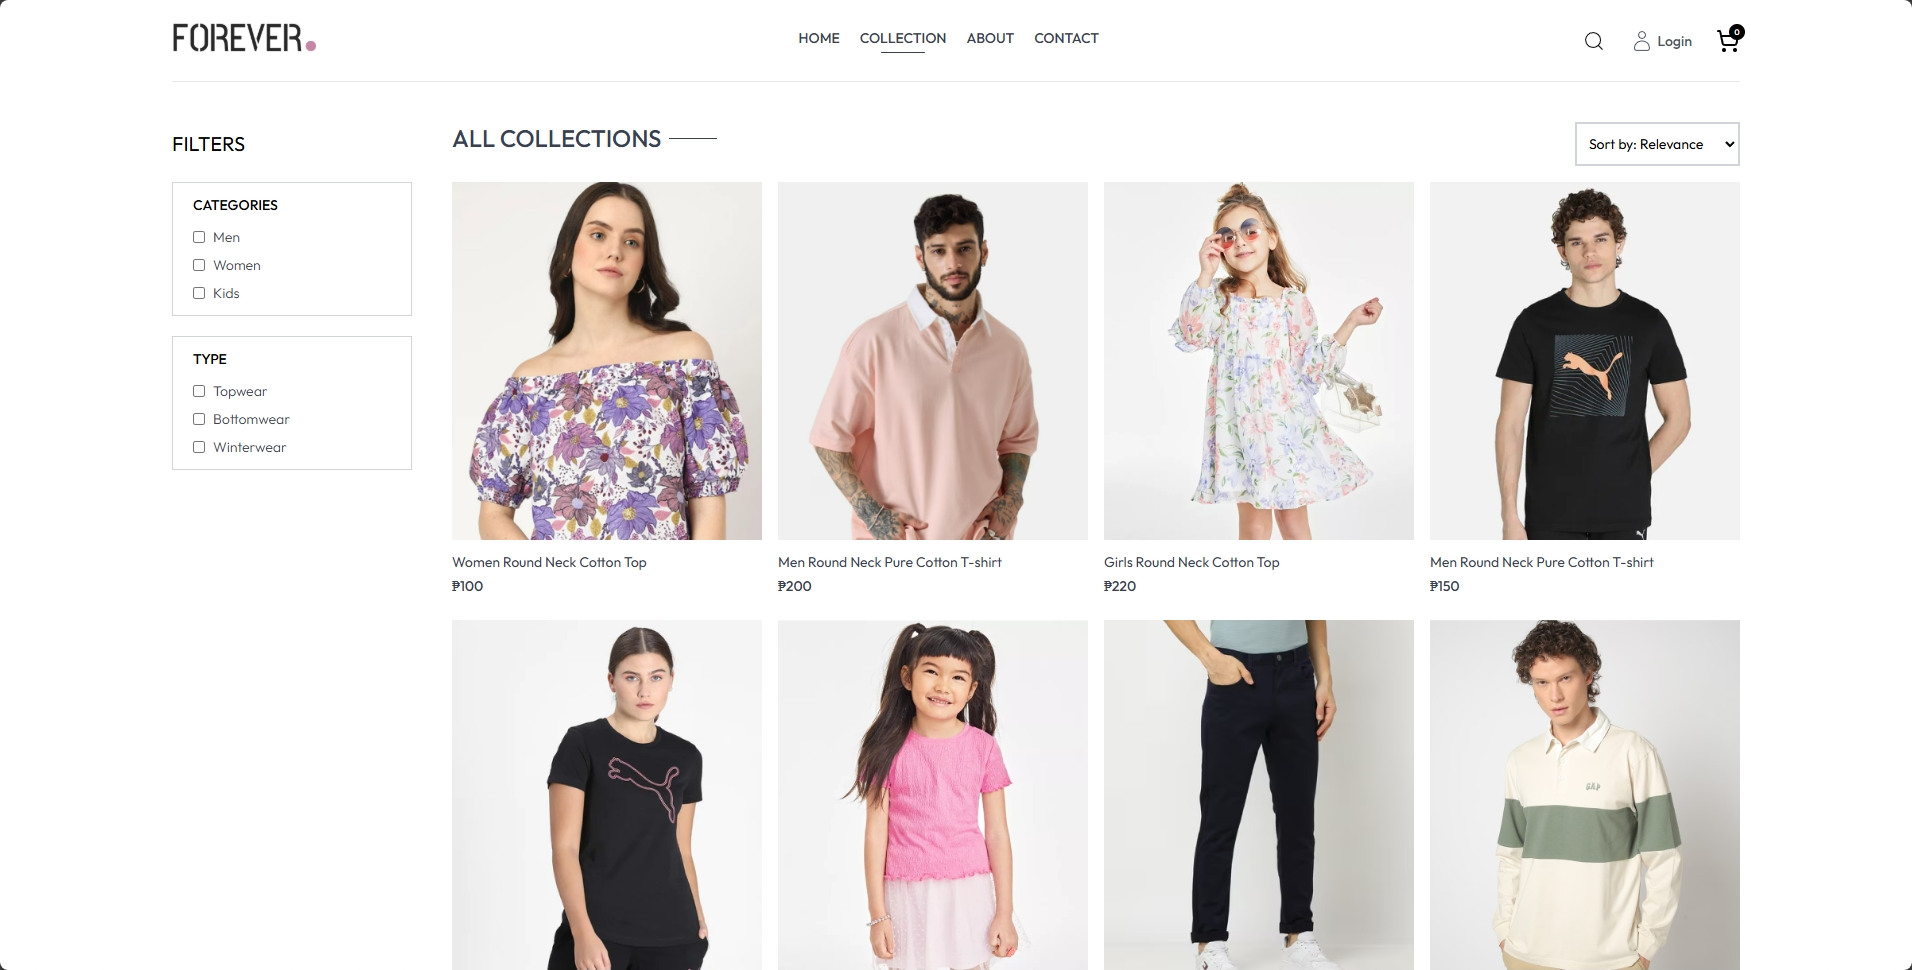 FOREVER.
HOME COLLECTION ABOUT CONTACT
Login
0
FILTERS
CATEGORIES
Men
Women
Kids
TYPE
Topwear
Bottomwear
Winterwear
ALL COLLECTIONS
Sort by: Relevance
Women Round Neck Cotton Top
₱100
Men Round Neck Pure Cotton T-shirt
₱200
Girls Round Neck Cotton Top
₱220
Men Round Neck Pure Cotton T-shirt
₱150
GAP